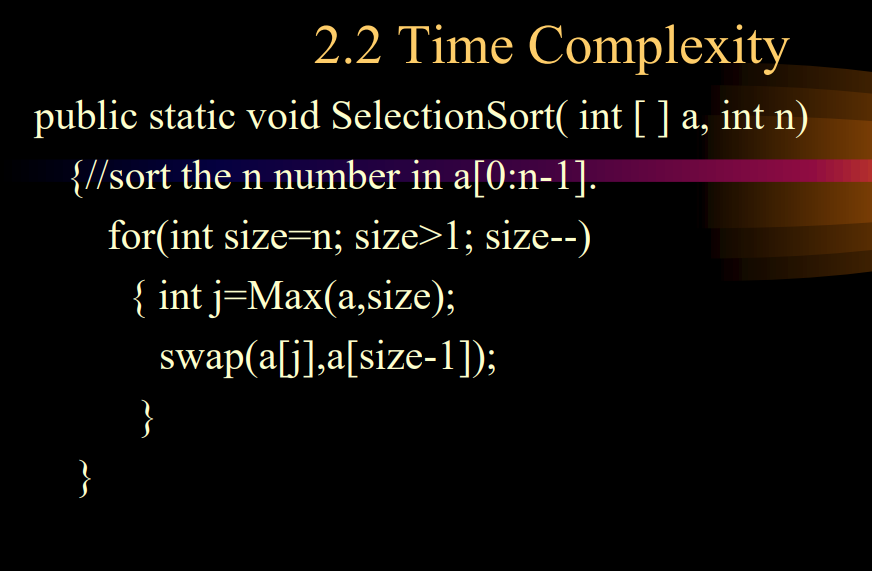 2.2 Time Complexity
public static void SelectionSort( int [ ] a, int n)
{//sort the n number in a[0:n-1].
for(int size=n; size>1; size--)
{ int j=Max(a,size);
swap(a[j],a[size-1]);
}
}